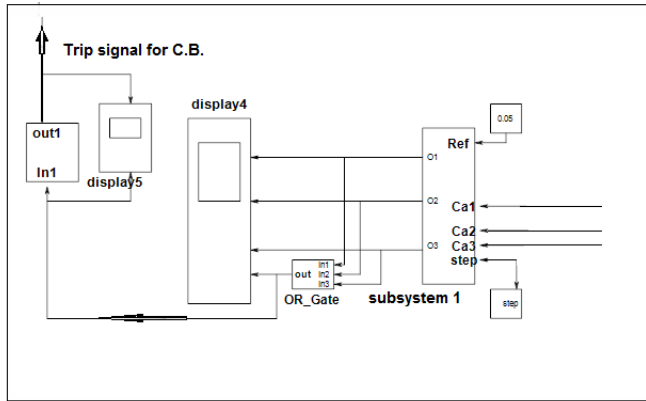 Trip signal for C.B.
display4
out1
In1
display5
0.05
Ref
O1
O2
O3
Ca1
Ca2
Ca3
step
In1
out In2
In3
OR_Gate
subsystem 1
step